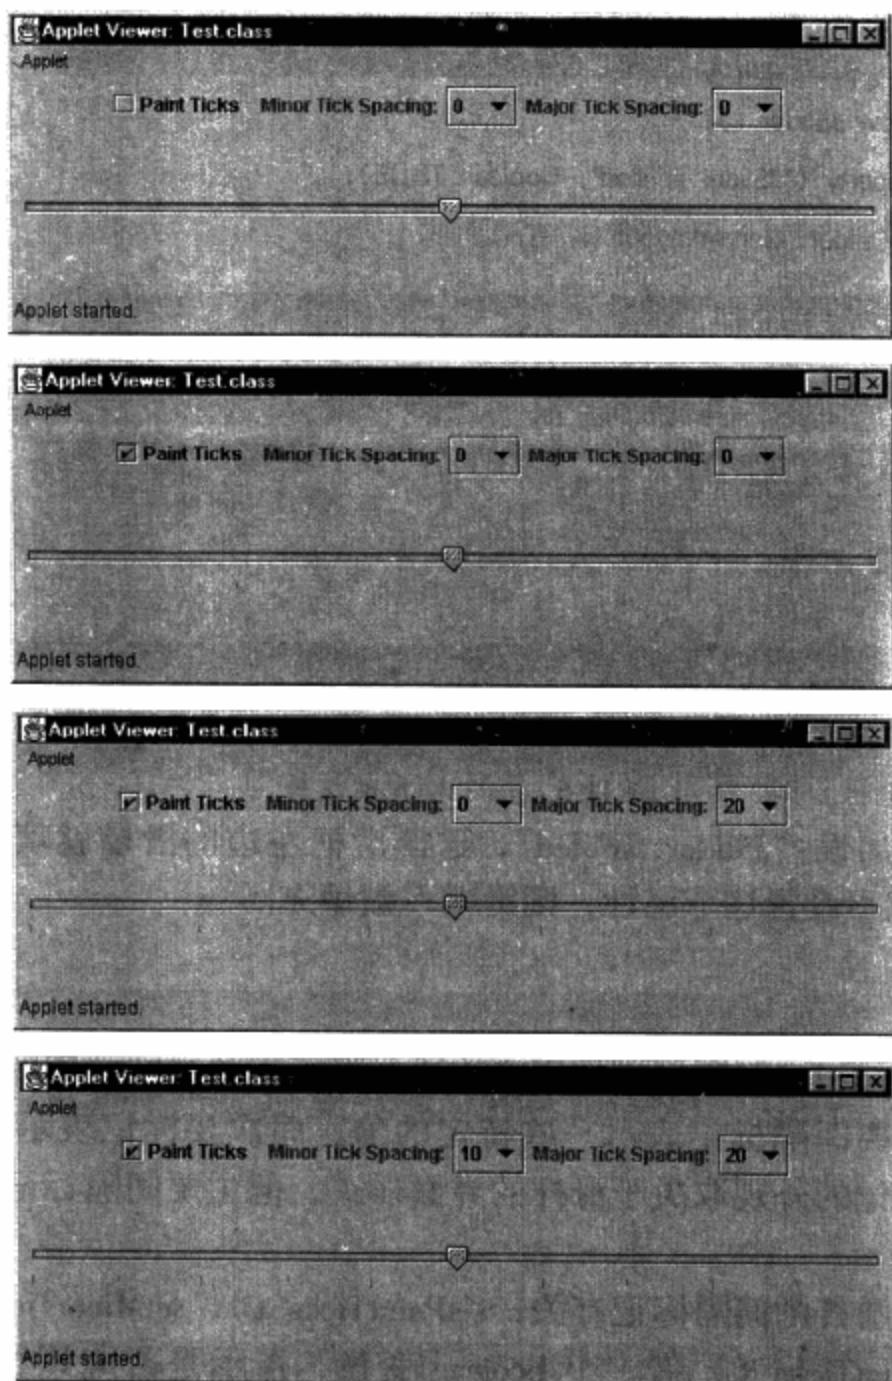 Applet Viewer: Test.class
Applet
Paint Ticks Minor Tick Spacing: 0 Major Tick Spacing: 0
Applet started.
Applet Viewer: Test.class
Applet
Paint Ticks Minor Tick Spacing: 0 Major Tick Spacing: 0
Applet started.
Applet Viewer: Test.class
Applet
Paint Ticks Minor Tick Spacing: 0 Major Tick Spacing: 20
Applet started.
Applet Viewer: Test.class
Applet
Paint Ticks Minor Tick Spacing: 10 Major Tick Spacing: 20
Applet started.